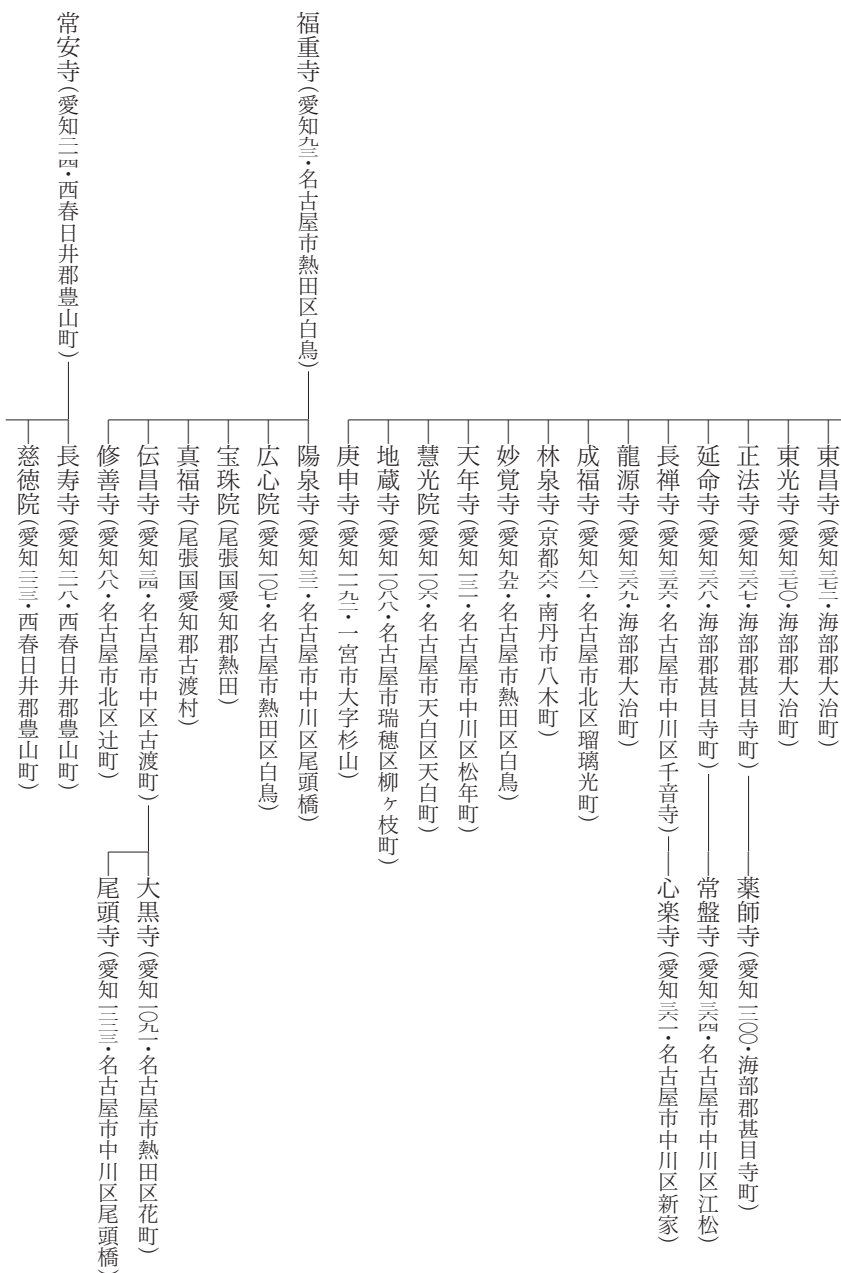 東昌寺(愛知三七二・海部郡大治町)
東光寺(愛知三七〇・海部郡大治町)
正法寺(愛知三六七・海部郡甚目寺町)
薬師寺(愛知一二〇〇・海部郡甚目寺町)
延命寺(愛知三六八・海部郡甚目寺町)
常盤寺(愛知三六四・名古屋市中川区江松)
長禅寺(愛知三五六・名古屋市中川区千音寺)
心楽寺(愛知三六一・名古屋市中川区新家)
龍源寺(愛知三六九・海部郡大治町)
成福寺(愛知八二・名古屋市北区瑠璃光町)
林泉寺(京都六六・南丹市八木町)
妙覚寺(愛知九五・名古屋市熱田区白鳥)
天年寺(愛知一三一・名古屋市中川区松年町)
慧光院(愛知一〇六・名古屋市天白区天白町)
地蔵寺(愛知一〇八八・名古屋市瑞穂区柳ヶ枝町)
庚申寺(愛知一一九二・一宮市大字杉山)
福重寺(愛知九三・名古屋市熱田区白鳥)
陽泉寺(愛知三二・名古屋市中川区尾頭橋)
広心院(愛知一〇七・名古屋市熱田区白鳥)
宝珠院(尾張国愛知郡熱田)
真福寺(尾張国愛知郡古渡村)
伝昌寺(愛知三四・名古屋市中区古渡町)
大黒寺(愛知一〇九一・名古屋市熱田区花町)
尾頭寺(愛知一二三三・名古屋市中川区尾頭橋)
修善寺(愛知八六・名古屋市北区辻町)
常安寺(愛知二一四・西春日井郡豊山町)
長寿寺(愛知二一八・西春日井郡豊山町)
慈徳院(愛知二二三・西春日井郡豊山町)